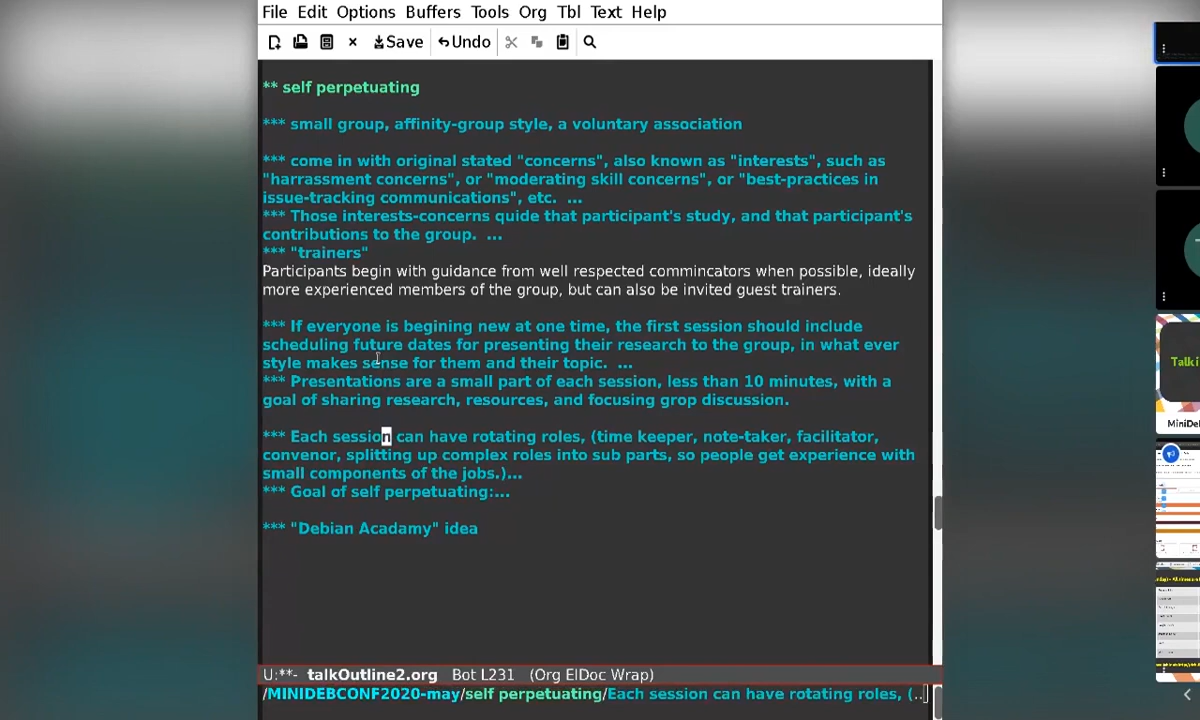 File Edit Options Buffers Tools Org Tbl Text Help
Save Undo
** self perpetuating
*** small group, affinity-group style, a voluntary association
*** come in with original stated "concerns", also known as "interests", such as
"harrassment concerns", or "moderating skill concerns", or "best-practices in
issue-tracking communications", etc. ...
*** Those interests-concerns quide that participant's study, and that participant's
contributions to the group. ...
*** "trainers"
Participants begin with guidance from well respected commincators when possible, ideally
more experienced members of the group, but can also be invited guest trainers.
*** If everyone is begining new at one time, the first session should include
scheduling future dates for presenting their research to the group, in what ever
style makes sense for them and their topic. ...
*** Presentations are a small part of each session, less than 10 minutes, with a
goal of sharing research, resources, and focusing grop discussion.
*** Each session can have rotating roles, (time keeper, note-taker, facilitator,
convenor, splitting up complex roles into sub parts, so people get experience with
small components of the jobs.)...
*** Goal of self perpetuating:...
*** "Debian Acadamy" idea
U:**- talkOutline2.org Bot L231 (Org ElDoc Wrap)
/MINIDEBCONF2020-may/self perpetuating/Each session can have rotating roles, (..
Talki
MiniDe